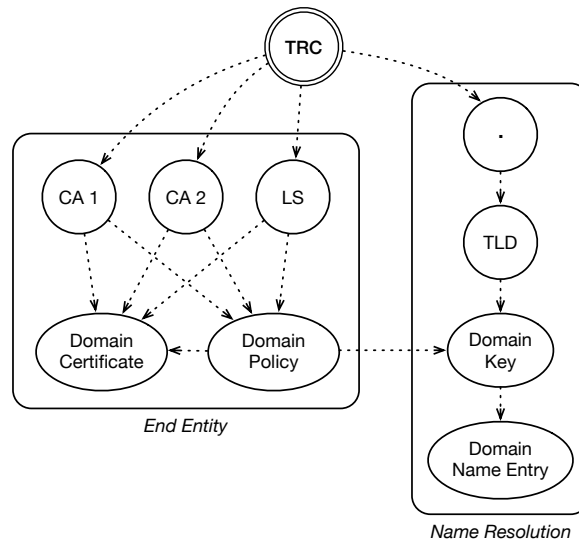 TRC
.
CA 1
CA 2
LS
TLD
Domain
Certificate
Domain
Policy
Domain
Key
End Entity
Domain
Name Entry
Name Resolution